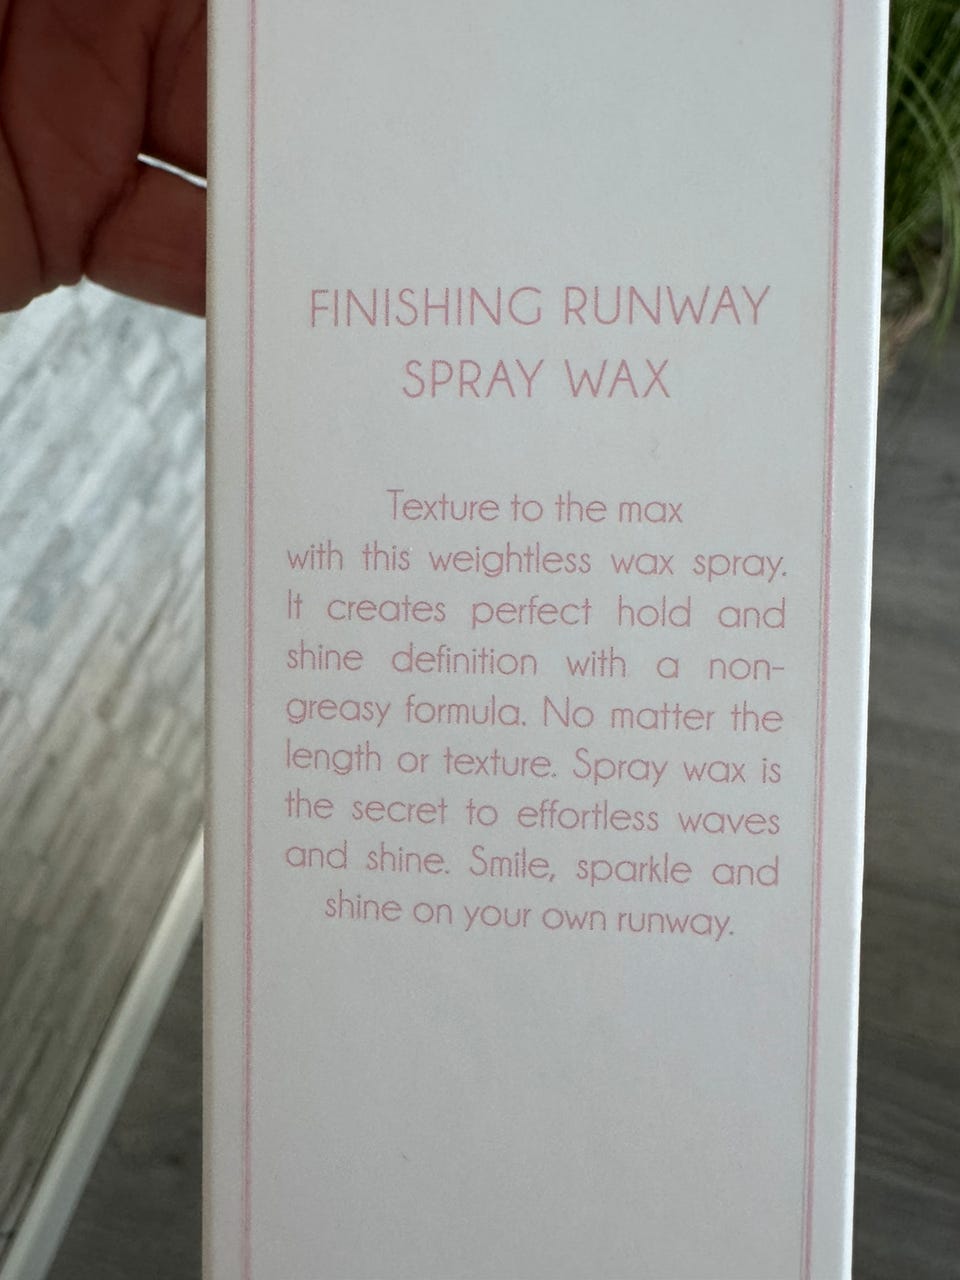 FINISHING RUNWAY
SPRAY WAX
Texture to the max
with this weightless wax spray.
It creates perfect hold and
shine definition with a non-
greasy formula. No matter the
length or texture. Spray wax is
the secret to effortless waves
and shine. Smile, sparkle and
shine on your own runway.